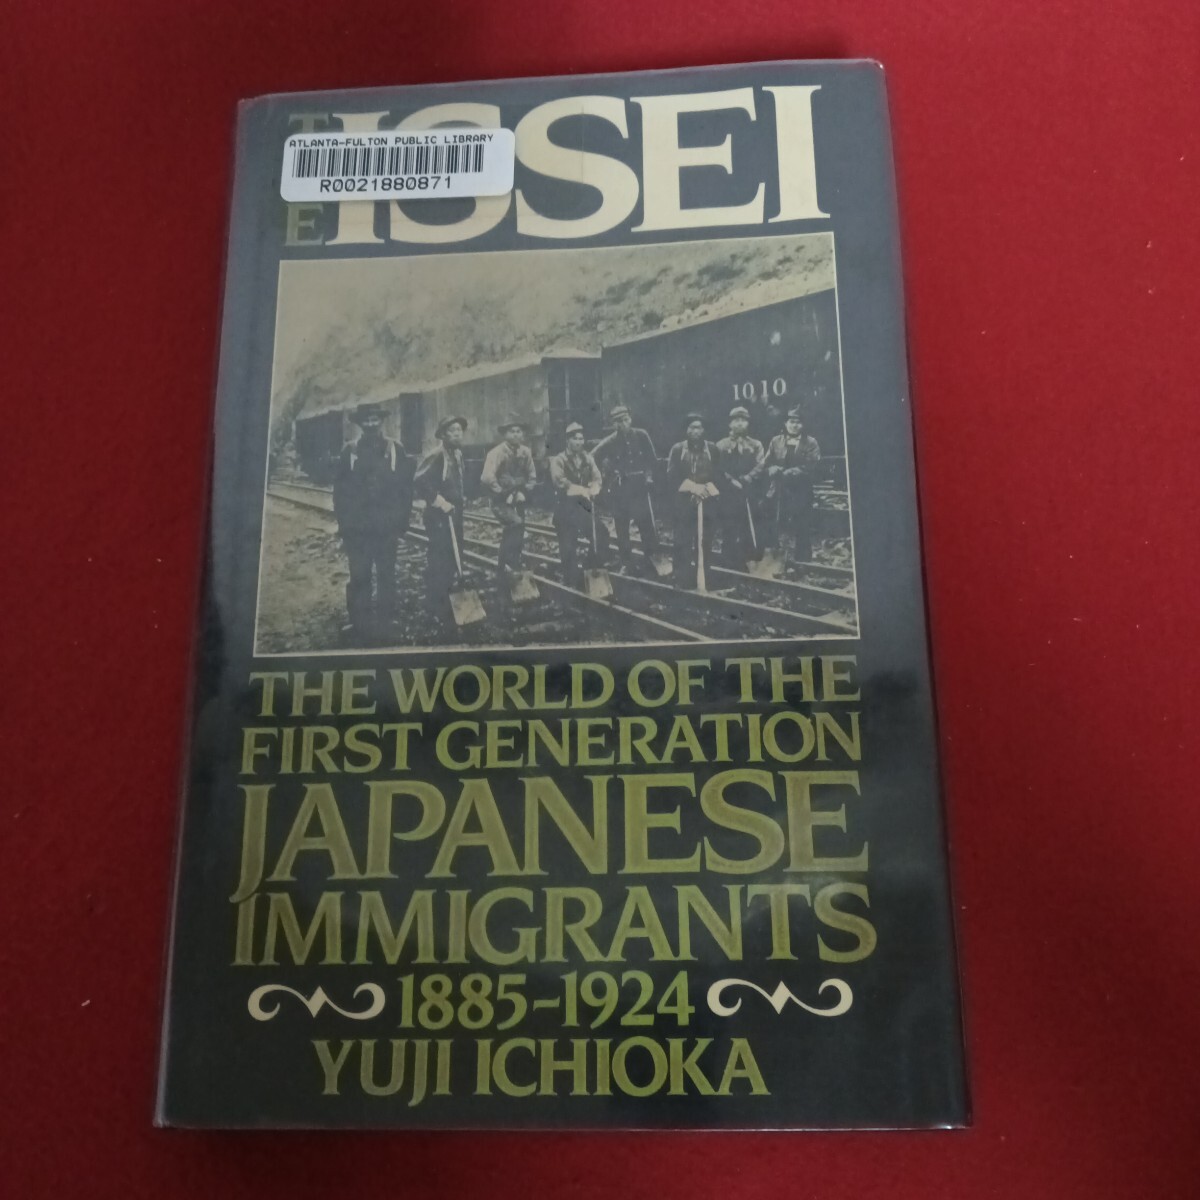 ATLANTA-FULTON PUBLIC LIBRARY
R0021880871
ISSEI
1010
THE WORLD OF THE
FIRST GENERATION
JAPANESE
IMMIGRANTS
1885-1924
YUJI ICHIOKA